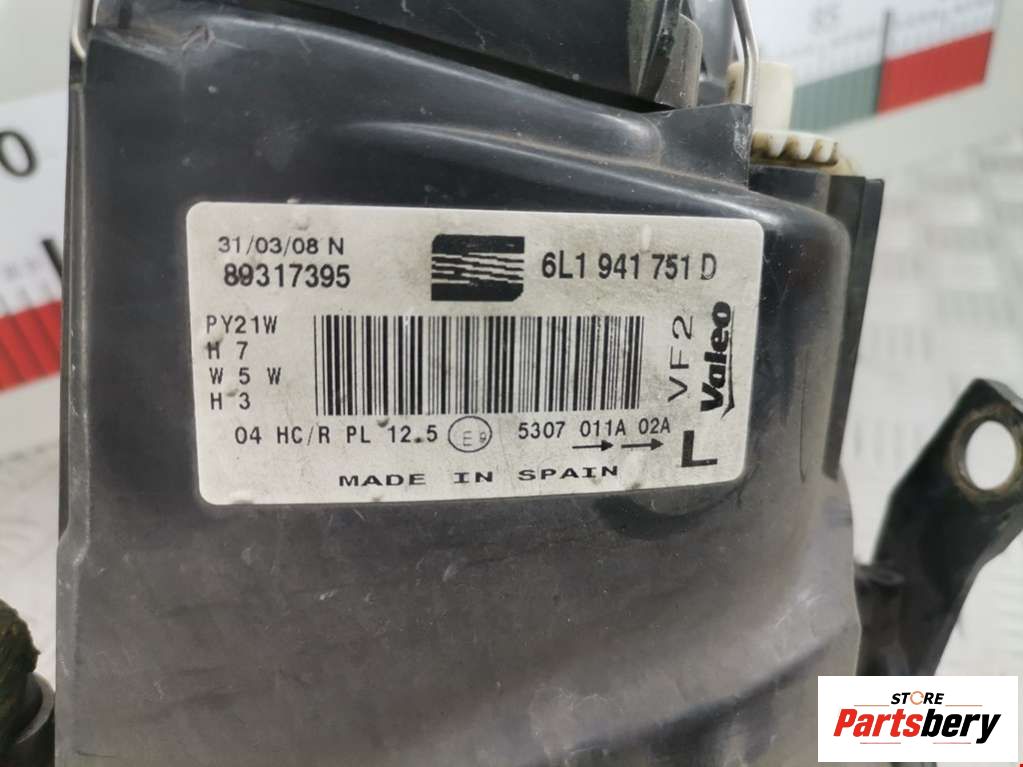 31/03/08 N
89317395
6L1 941 751 D
PY21W
H 7
W 5 W
H 3
VF2
Valeo
04 HC/R PL 12.5 E9 5307 011A 02A
L
MADE IN SPAIN
STORE
Partsbery